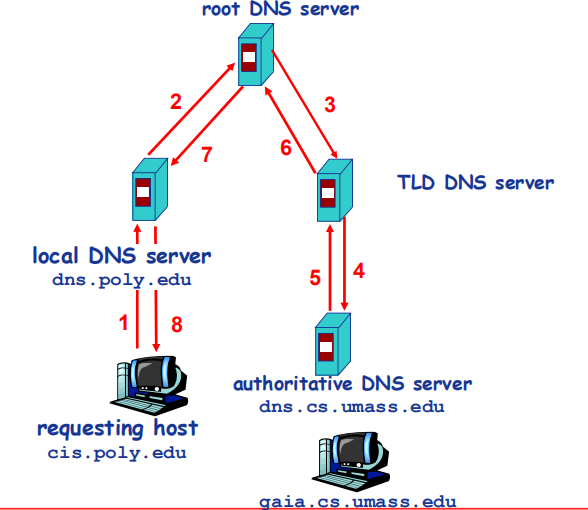 root DNS server
2
3
7
6
TLD DNS server
local DNS server
dns.poly.edu
5
4
1
8
authoritative DNS server
dns.cs.umass.edu
requesting host
cis.poly.edu
gaia.cs.umass.edu